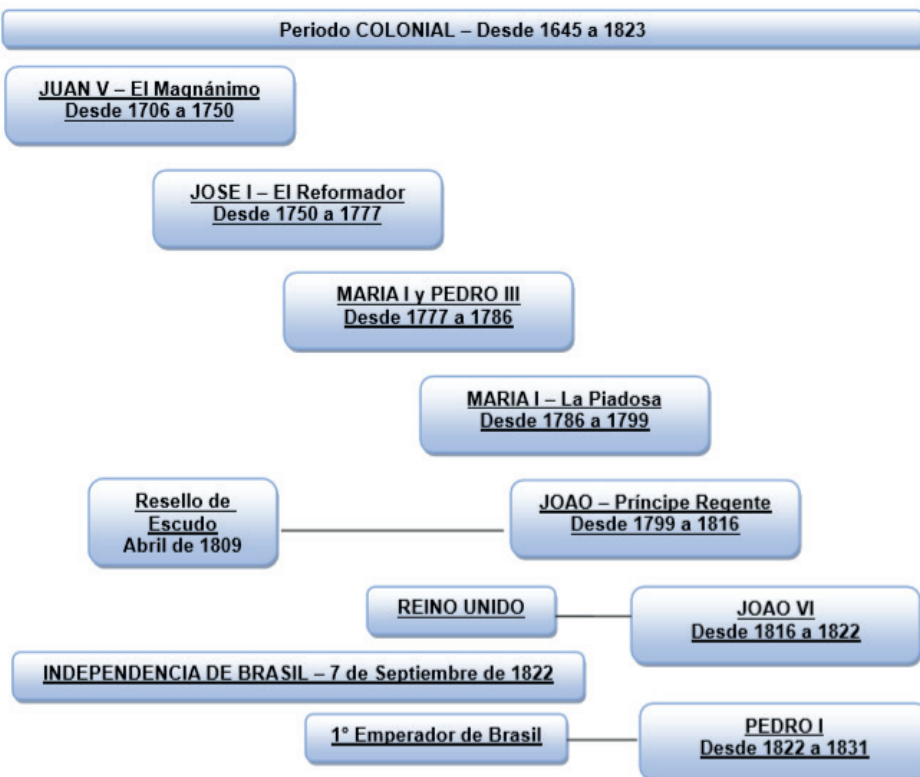 Periodo COLONIAL – Desde 1645 a 1823
JUAN V – El Magnánimo
Desde 1706 a 1750
JOSE I – El Reformador
Desde 1750 a 1777
MARIA I y PEDRO III
Desde 1777 a 1786
MARIA I – La Piadosa
Desde 1786 a 1799
Resello de
Escudo
Abril de 1809
JOAO – Príncipe Regente
Desde 1799 a 1816
REINO UNIDO
JOAO VI
Desde 1816 a 1822
INDEPENDENCIA DE BRASIL – 7 de Septiembre de 1822
1° Emperador de Brasil
PEDRO I
Desde 1822 a 1831